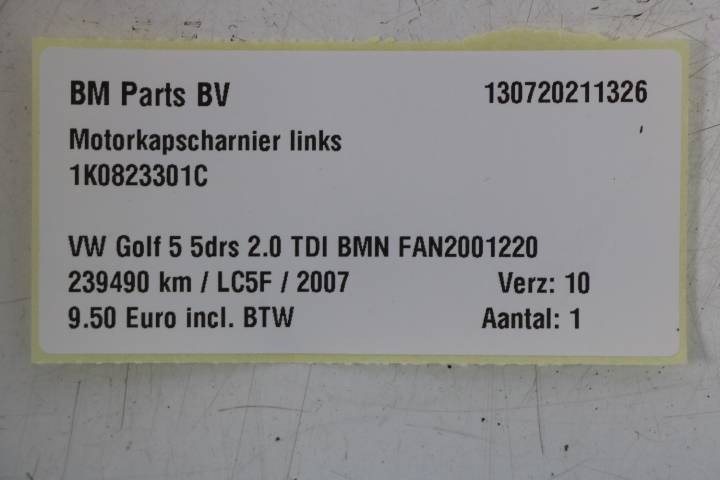 BM Parts BV 130720211326
Motorkapscharnier links
1K0823301C
VW Golf 5 5drs 2.0 TDI BMN FAN2001220
239490 km / LC5F / 2007 Verz: 10
9.50 Euro incl. BTW Aantal: 1